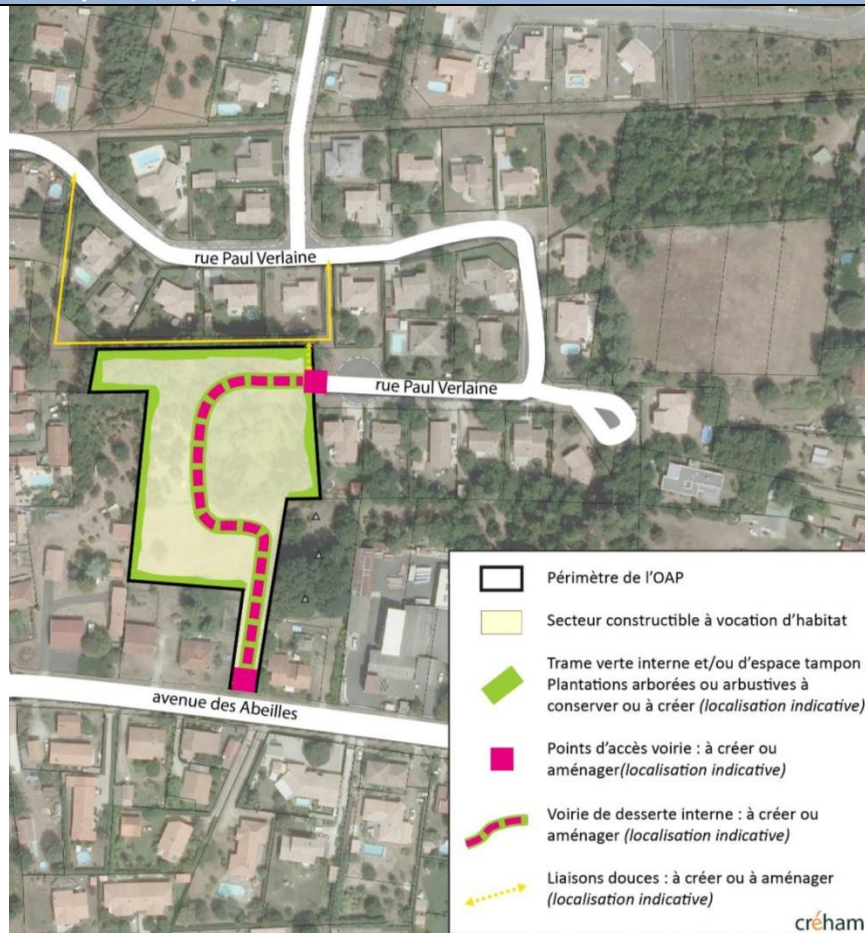 rue Paul Verlaine
rue Paul Verlaine
avenue des Abeilles
Périmètre de l'OAP
Secteur constructible à vocation d'habitat
Trame verte interne et/ou d'espace tampon
Plantations arborées ou arbustives à
conserver ou à créer (localisation indicative)
Points d'accès voirie : à créer ou
aménager(localisation indicative)
Voirie de desserte interne : à créer ou
aménager (localisation indicative)
Liaisons douces : à créer ou à aménager
(localisation indicative)
créham